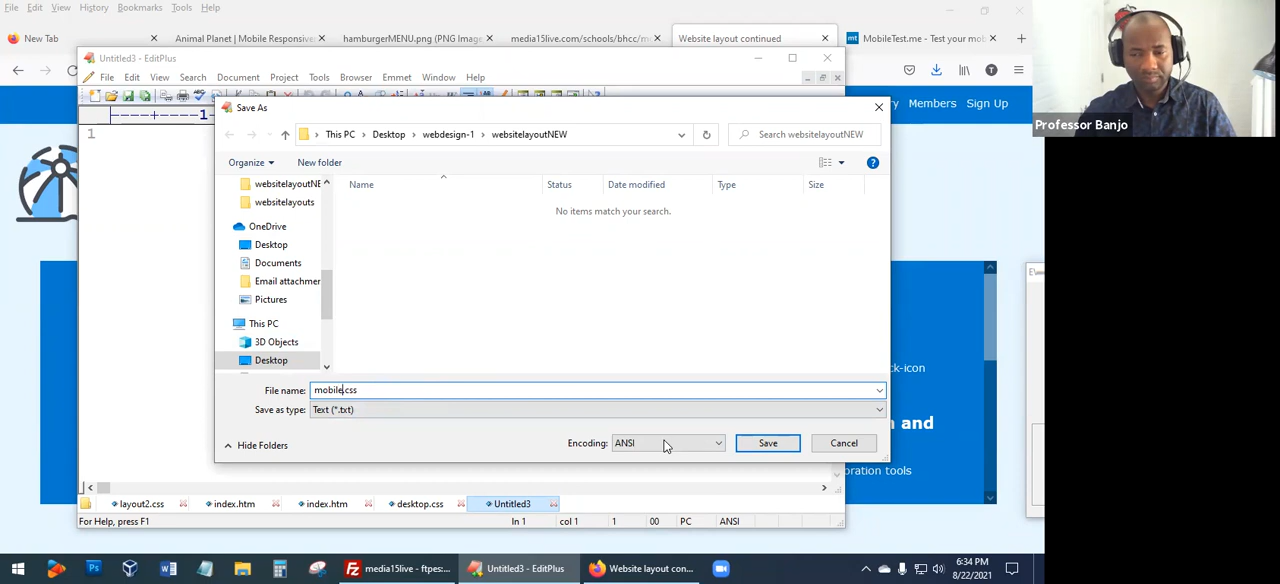 File Edit View History Bookmarks Tools Help
New Tab Animal Planet | Mobile Responsive hamburgerMENU.png (PNG Image media15live.com/schools/bhcc/m Website layout continued MobileTest.me - Test your mob
Untitled3 - EditPlus
File Edit View Search Document Project Tools Browser Emmet Window Help
Members Sign Up
Professor Banjo
Save As
This PC > Desktop > webdesign-1 > websitelayoutNEW
Search websitelayoutNEW
Organize New folder
Name Status Date modified Type Size
No items match your search.
websitelayoutNE
websitelayouts
OneDrive
Desktop
Documents
Email attachmer
Pictures
This PC
3D Objects
Desktop
File name: mobile.css
Save as type: Text (*.txt)
Hide Folders
Encoding: ANSI
Save Cancel
1
1
ck-icon
and
oration tools
layout2.css index.htm index.htm desktop.css Untitled3
For Help, press F1 ln 1 col 1 1 00 PC ANSI
media15live - ftpes:... Untitled3 - EditPlus Website layout con...
6:34 PM
8/22/2021